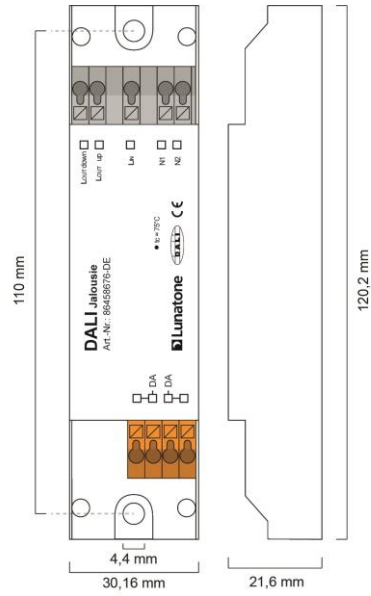 LOUT down
LOUT up
LIN
N1
N2
DALI Jalousie
Art.-Nr.: 86458676-DE
• tc = 75°C
DALI
CE
Lunatone
DA
DA
110 mm
120,2 mm
4,4 mm
30,16 mm
21,6 mm